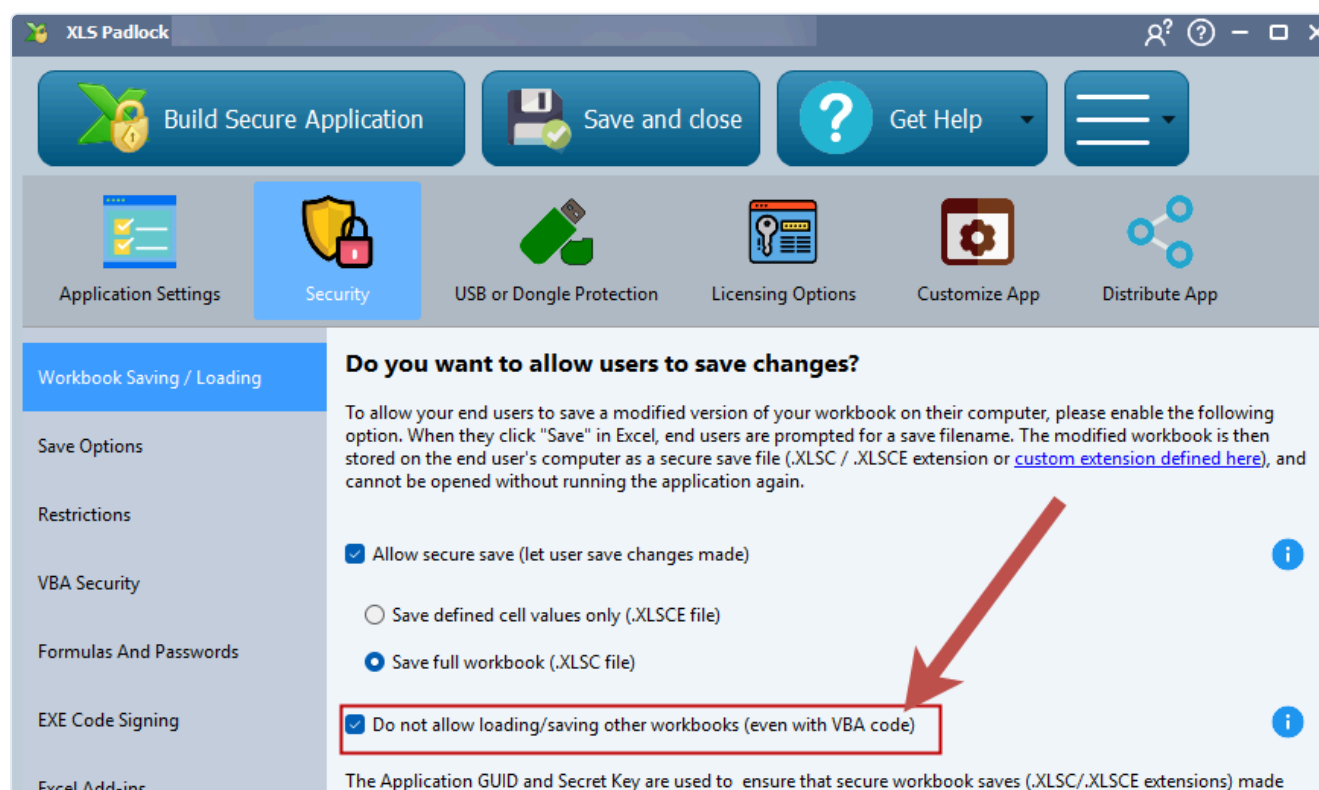 XLS Padlock
Build Secure Application
Save and close
Get Help
Application Settings
Security
USB or Dongle Protection
Licensing Options
Customize App
Distribute App
Workbook Saving / Loading
Save Options
Restrictions
VBA Security
Formulas And Passwords
EXE Code Signing
Excel Add-ins
Do you want to allow users to save changes?
To allow your end users to save a modified version of your workbook on their computer, please enable the following
option. When they click "Save" in Excel, end users are prompted for a save filename. The modified workbook is then
stored on the end user's computer as a secure save file (.XLSC / .XLSCE extension or custom extension defined here), and
cannot be opened without running the application again.
Allow secure save (let user save changes made)
Save defined cell values only (.XLSCE file)
Save full workbook (.XLSC file)
Do not allow loading/saving other workbooks (even with VBA code)
The Application GUID and Secret Key are used to ensure that secure workbook saves (.XLSC/.XLSCE extensions) made